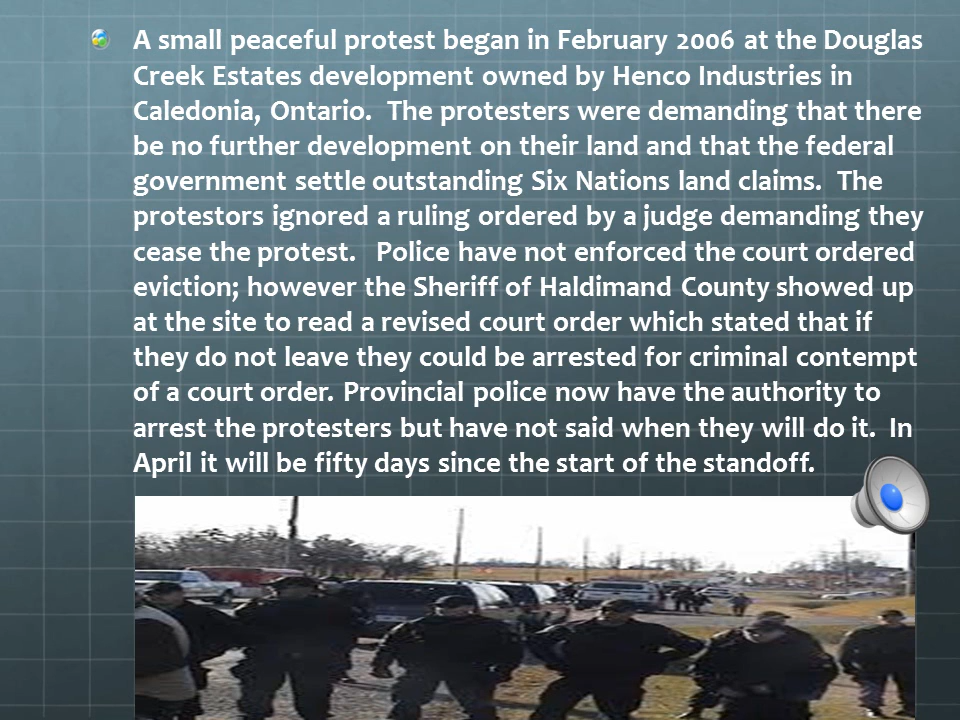 A small peaceful protest began in February 2006 at the Douglas
Creek Estates development owned by Henco Industries in
Caledonia, Ontario.  The protesters were demanding that there
be no further development on their land and that the federal
government settle outstanding Six Nations land claims.  The
protestors ignored a ruling ordered by a judge demanding they
cease the protest.   Police have not enforced the court ordered
eviction; however the Sheriff of Haldimand County showed up
at the site to read a revised court order which stated that if
they do not leave they could be arrested for criminal contempt
of a court order. Provincial police now have the authority to
arrest the protesters but have not said when they will do it.  In
April it will be fifty days since the start of the standoff.